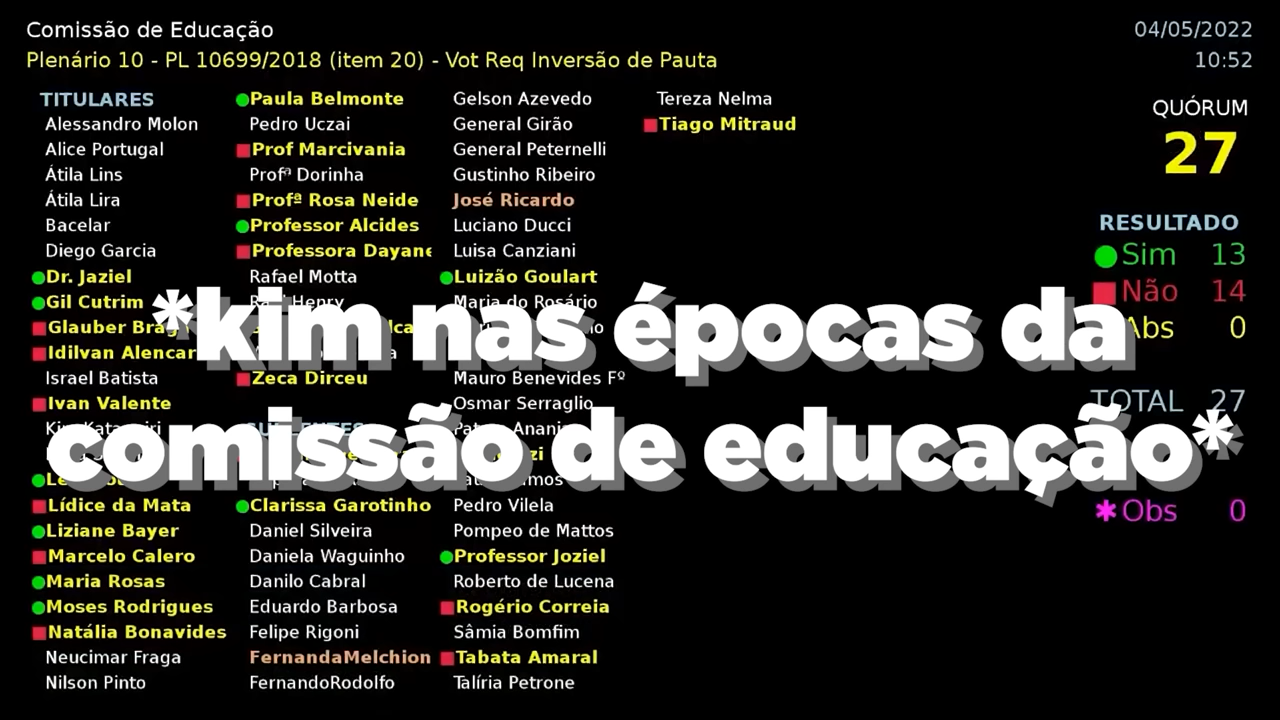 Comissão de Educação
04/05/2022
Plenário 10 - PL 10699/2018 (item 20) - Vot Req Inversão de Pauta
10:52
TITULARES
Alessandro Molon
Alice Portugal
Átila Lins
Átila Lira
Bacelar
Diego Garcia
Dr. Jaziel
Gil Cutrim
Glauber
Idilvan Alencar
Israel Batista
Ivan Valente
Lídice da Mata
Liziane Bayer
Marcelo Calero
Maria Rosas
Moses Rodrigues
Natália Bonavides
Neucimar Fraga
Nilson Pinto
Paula Belmonte
Pedro Uczai
Prof Marcivania
Profª Dorinha
Profª Rosa Neide
Professor Alcides
Professora Dayane
Rafael Motta
Henry
Zeca Dirceu
Clarissa Garotinho
Daniel Silveira
Daniela Waguinho
Danilo Cabral
Eduardo Barbosa
Felipe Rigoni
FernandaMelchion
FernandoRodolfo
Gelson Azevedo
General Girão
General Peternelli
Gustinho Ribeiro
José Ricardo
Luciano Ducci
Luisa Canziani
Luizão Goulart
Maria do Rosário
Mauro Benevides Fº
Osmar Serraglio
Pedro Vilela
Pompeo de Mattos
Professor Joziel
Roberto de Lucena
Rogério Correia
Sâmia Bomfim
Tabata Amaral
Talíria Petrone
Tereza Nelma
Tiago Mitraud
QUÓRUM
27
RESULTADO
Sim 13
Não 14
Abs 0
TOTAL 27
Obs 0
*kim nas épocas da
comissão de educação*